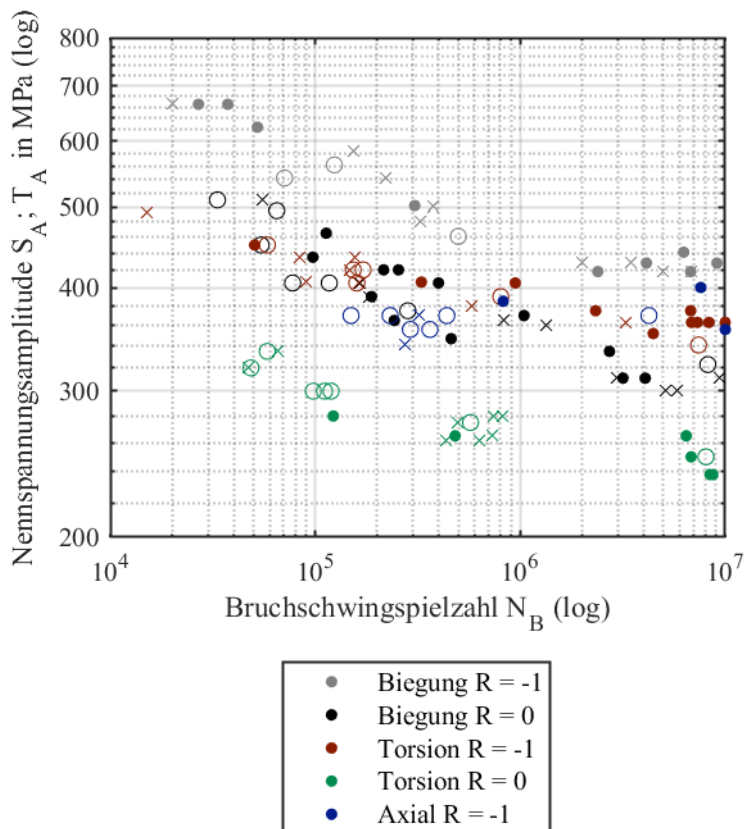 Nennspannungsamplitude S_A; T_A in MPa (log)
800
700
600
500
400
300
200
10^4
10^5
10^6
10^7
Bruchschwingspielzahl N_B (log)
Biegung R = -1
Biegung R = 0
Torsion R = -1
Torsion R = 0
Axial R = -1